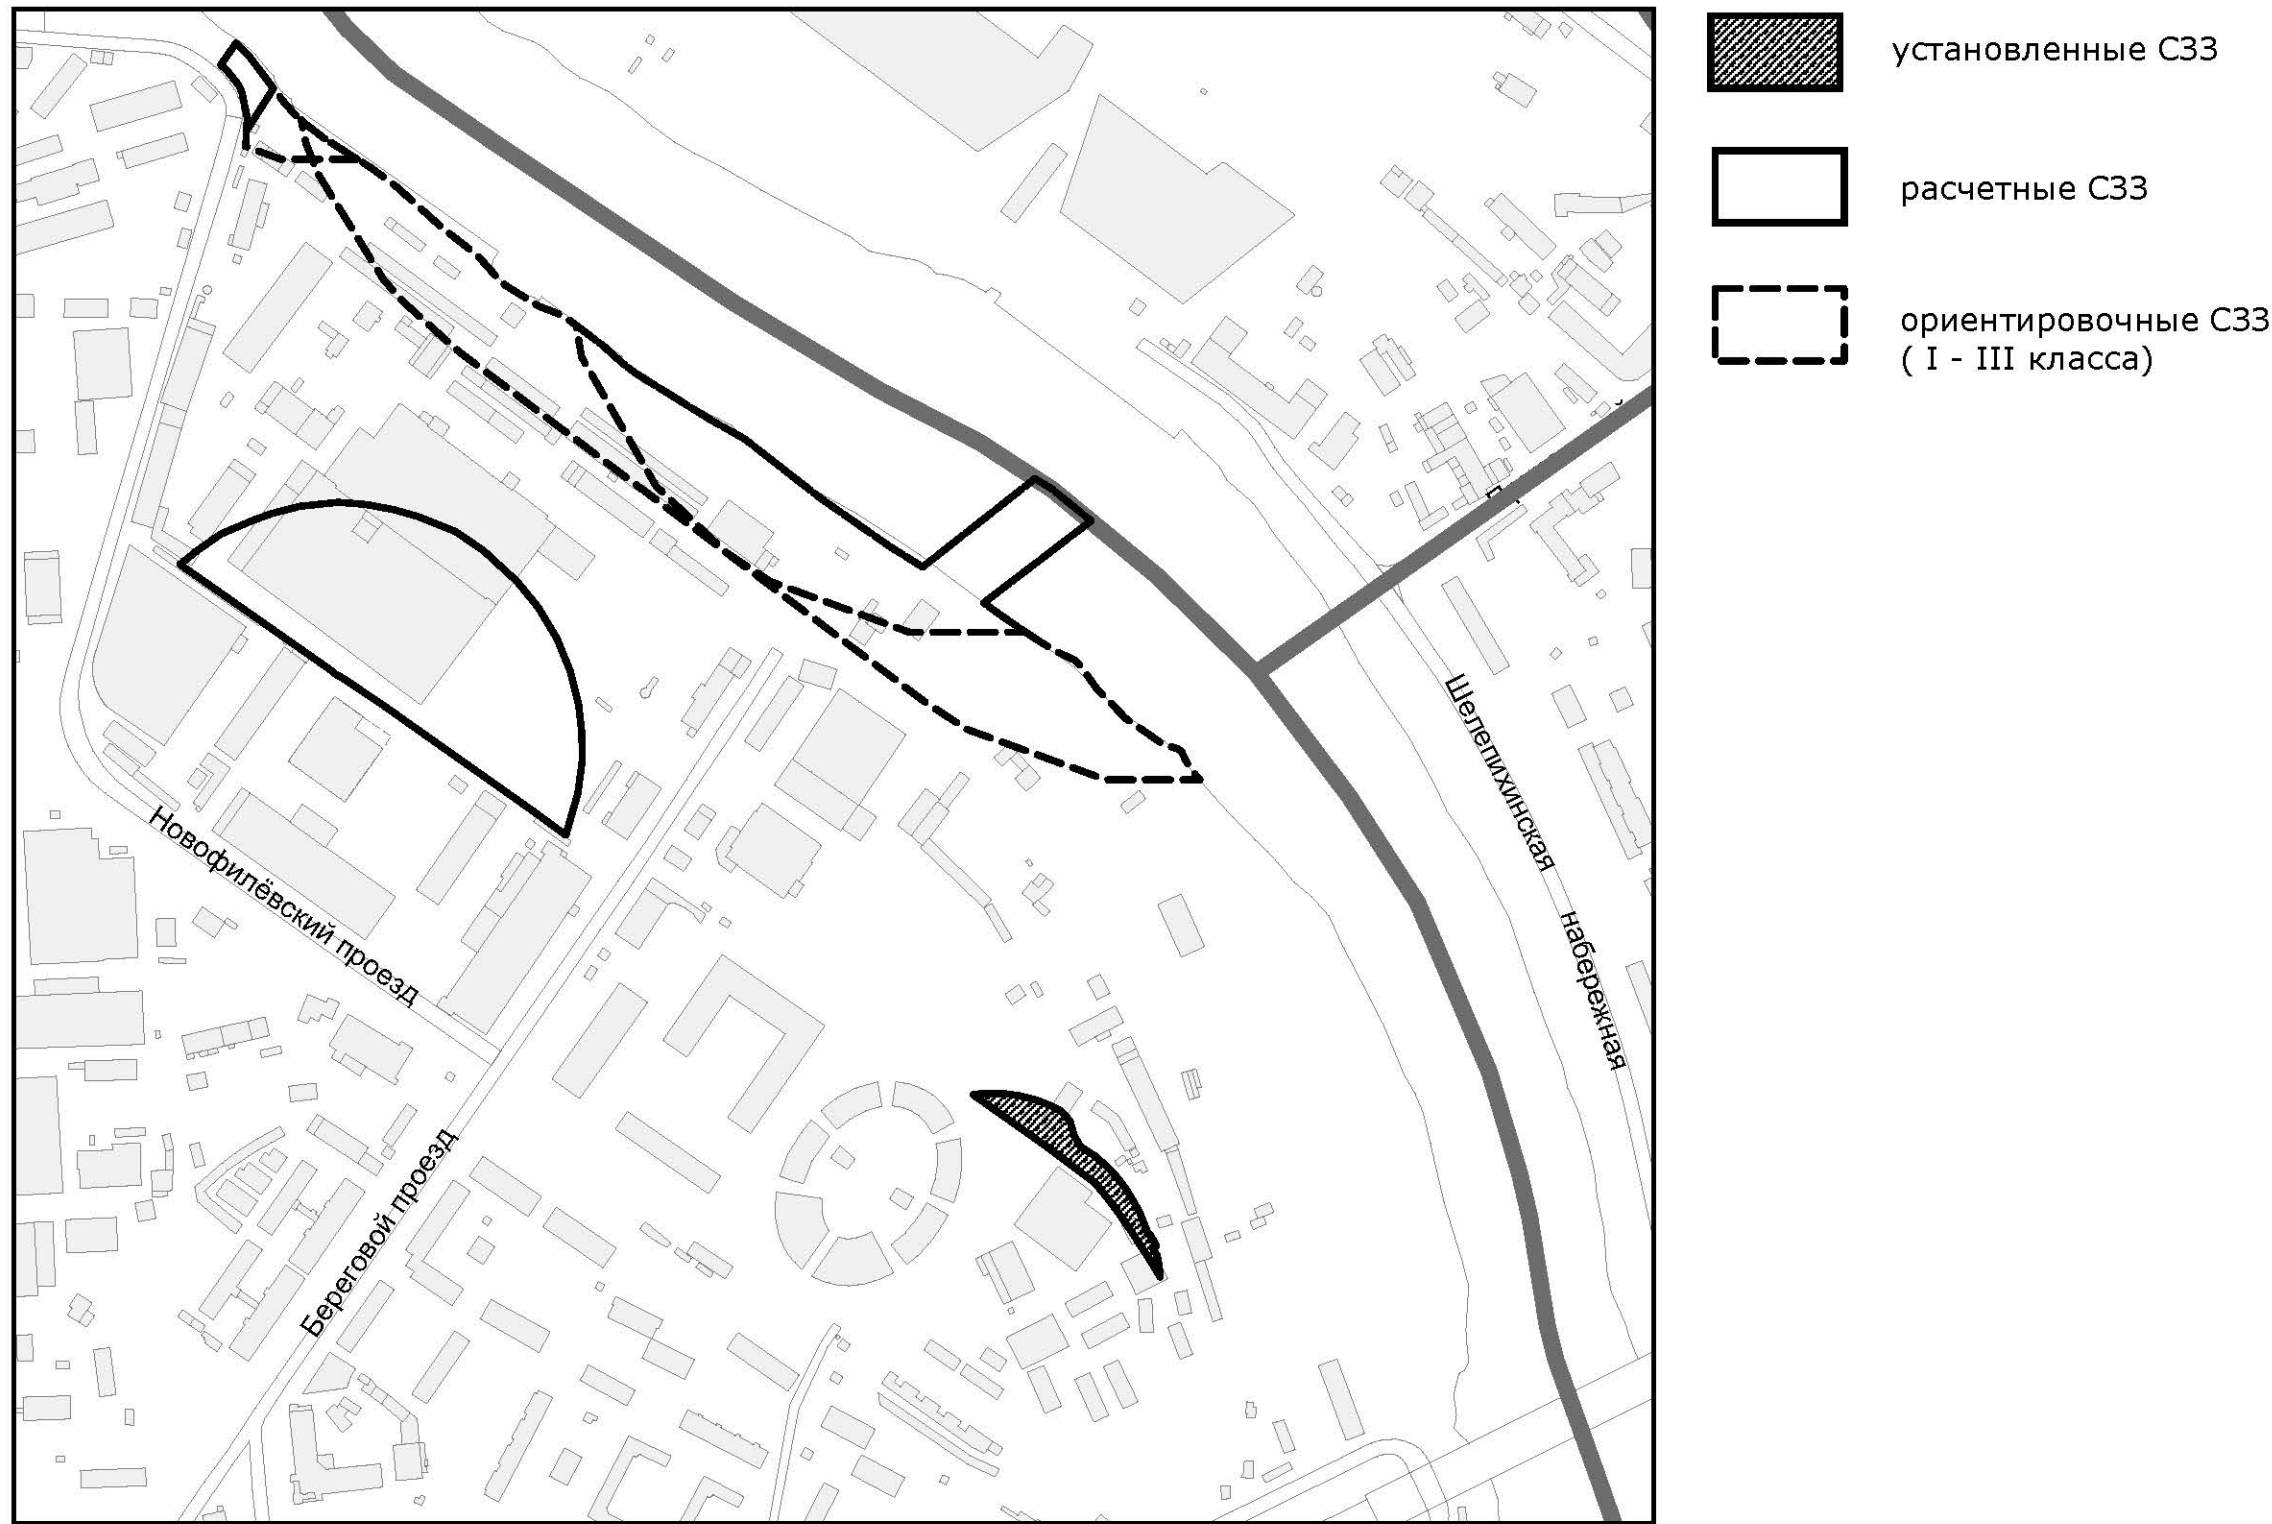 установленные СЗЗ
расчетные СЗЗ
ориентировочные СЗЗ
( I - III класса)
Шелепихинская набережная
Новофилёвский проезд
Береговой проезд